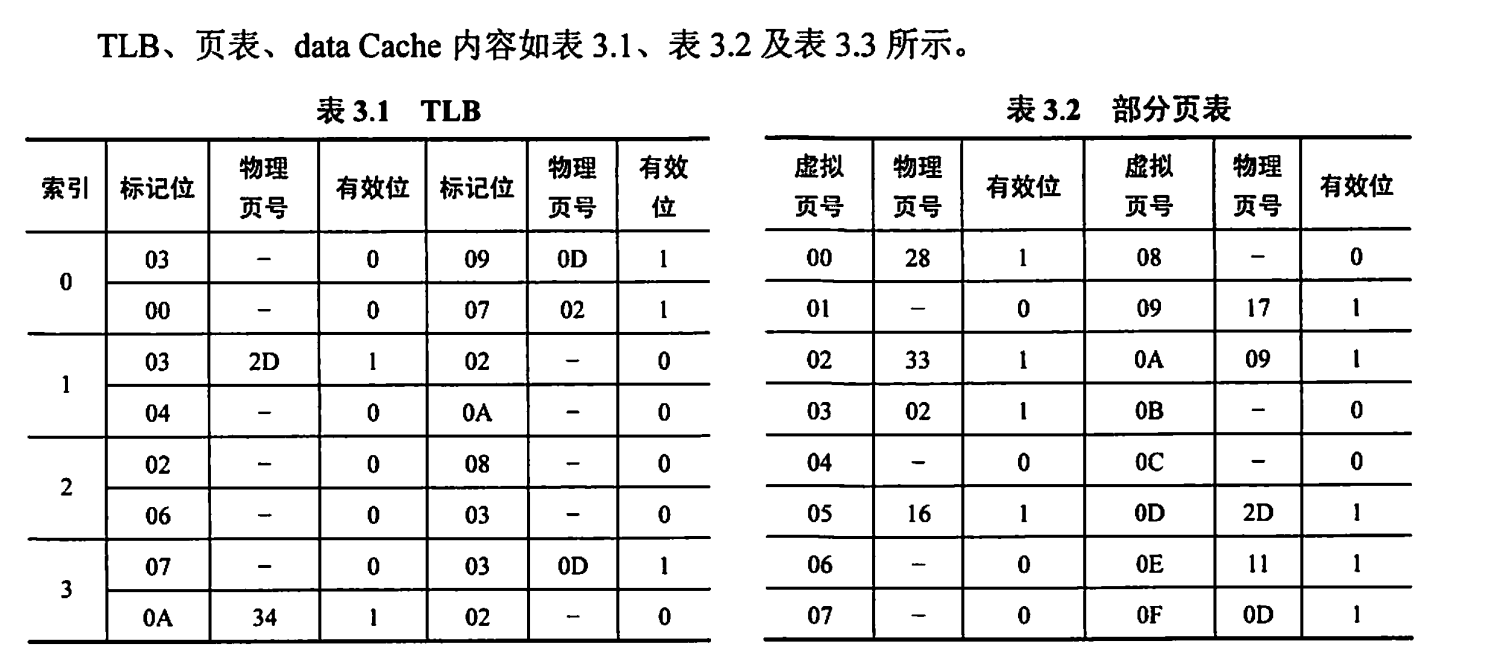 TLB、页表、data Cache 内容如表 3.1、表 3.2 及表 3.3 所示。
表 3.1 TLB
索引 标记位 物理页号 有效位 标记位 物理页号 有效位
0 03 – 0 09 0D 1
00 – 0 07 02 1
1 03 2D 1 02 – 0
04 – 0 0A – 0
2 02 – 0 08 – 0
06 – 0 03 – 0
3 07 – 0 03 0D 1
0A 34 1 02 – 0
表 3.2 部分页表
虚拟页号 物理页号 有效位 虚拟页号 物理页号 有效位
00 28 1 08 – 0
01 – 0 09 17 1
02 33 1 0A 09 1
03 02 1 0B – 0
04 – 0 0C – 0
05 16 1 0D 2D 1
06 – 0 0E 11 1
07 – 0 0F 0D 1